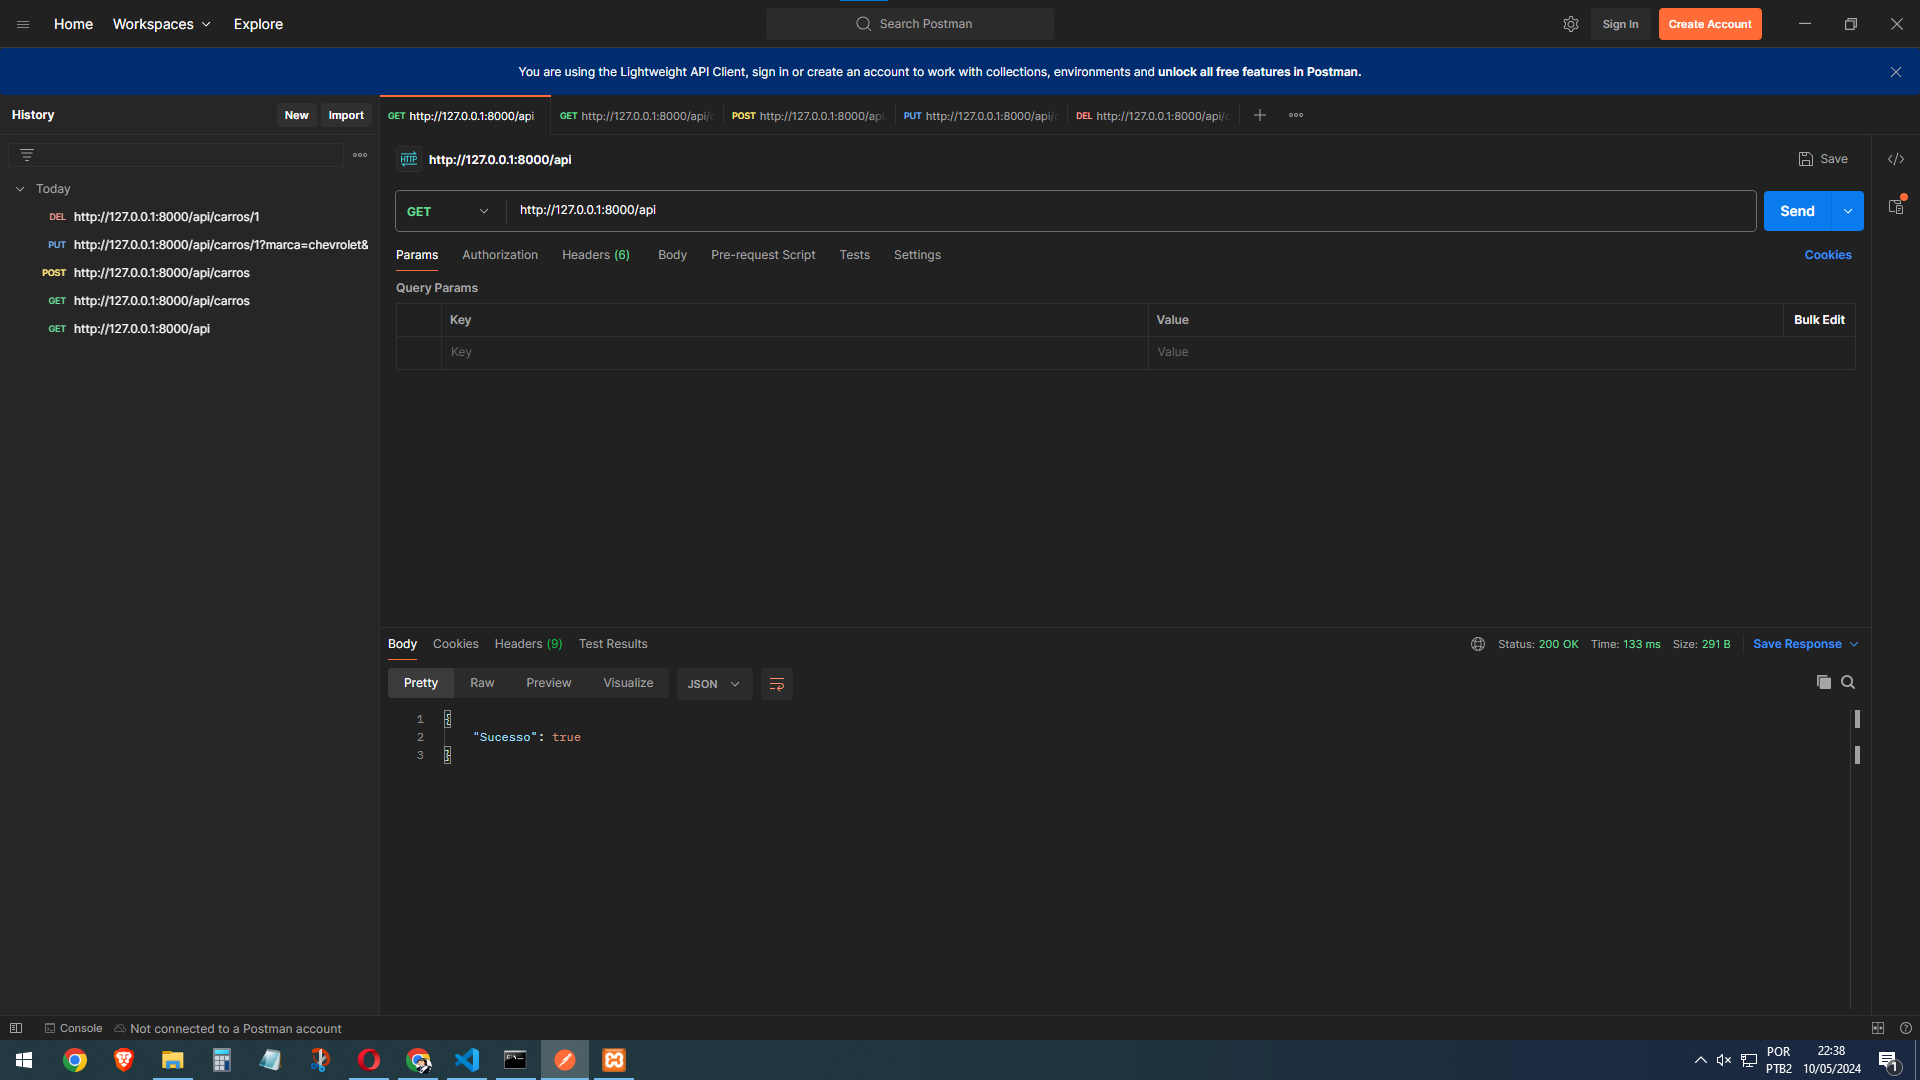 Home Workspaces Explore Search Postman Sign In Create Account
You are using the Lightweight API Client, sign in or create an account to work with collections, environments and unlock all free features in Postman.
History New Import
GET http://127.0.0.1:8000/api GET http://127.0.0.1:8000/api/ POST http://127.0.0.1:8000/api PUT http://127.0.0.1:8000/api/ DEL http://127.0.0.1:8000/api/
HTTP http://127.0.0.1:8000/api Save
Today
DEL http://127.0.0.1:8000/api/carros/1
PUT http://127.0.0.1:8000/api/carros/1?marca=chevrolet&
POST http://127.0.0.1:8000/api/carros
GET http://127.0.0.1:8000/api/carros
GET http://127.0.0.1:8000/api
GET http://127.0.0.1:8000/api Send
Params Authorization Headers (6) Body Pre-request Script Tests Settings Cookies
Query Params
Key Value Bulk Edit
Key Value
Body Cookies Headers (9) Test Results Status: 200 OK Time: 133 ms Size: 291 B Save Response
Pretty Raw Preview Visualize JSON
1 {
2 "Sucesso": true
3 }
Console Not connected to a Postman account
POR 22:38
PTB2 10/05/2024 1